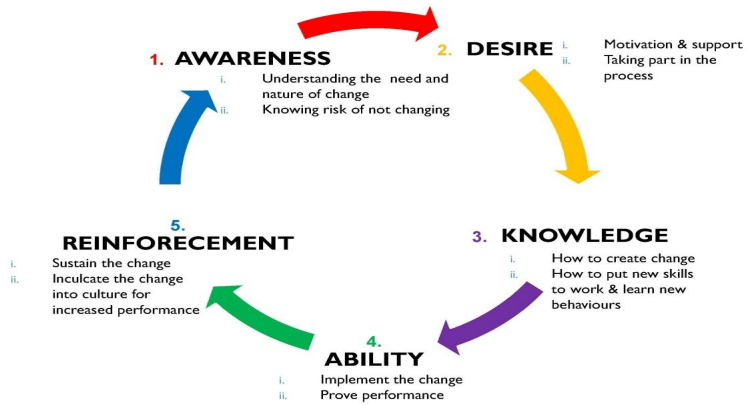 1. AWARENESS
i. Understanding the need and
nature of change
ii. Knowing risk of not changing
2. DESIRE
i. Motivation & support
ii. Taking part in the
process
3. KNOWLEDGE
i. How to create change
ii. How to put new skills
to work & learn new
behaviours
4.
ABILITY
i. Implement the change
ii. Prove performance
5.
REINFORECEMENT
i. Sustain the change
ii. Inculcate the change
into culture for
increased performance